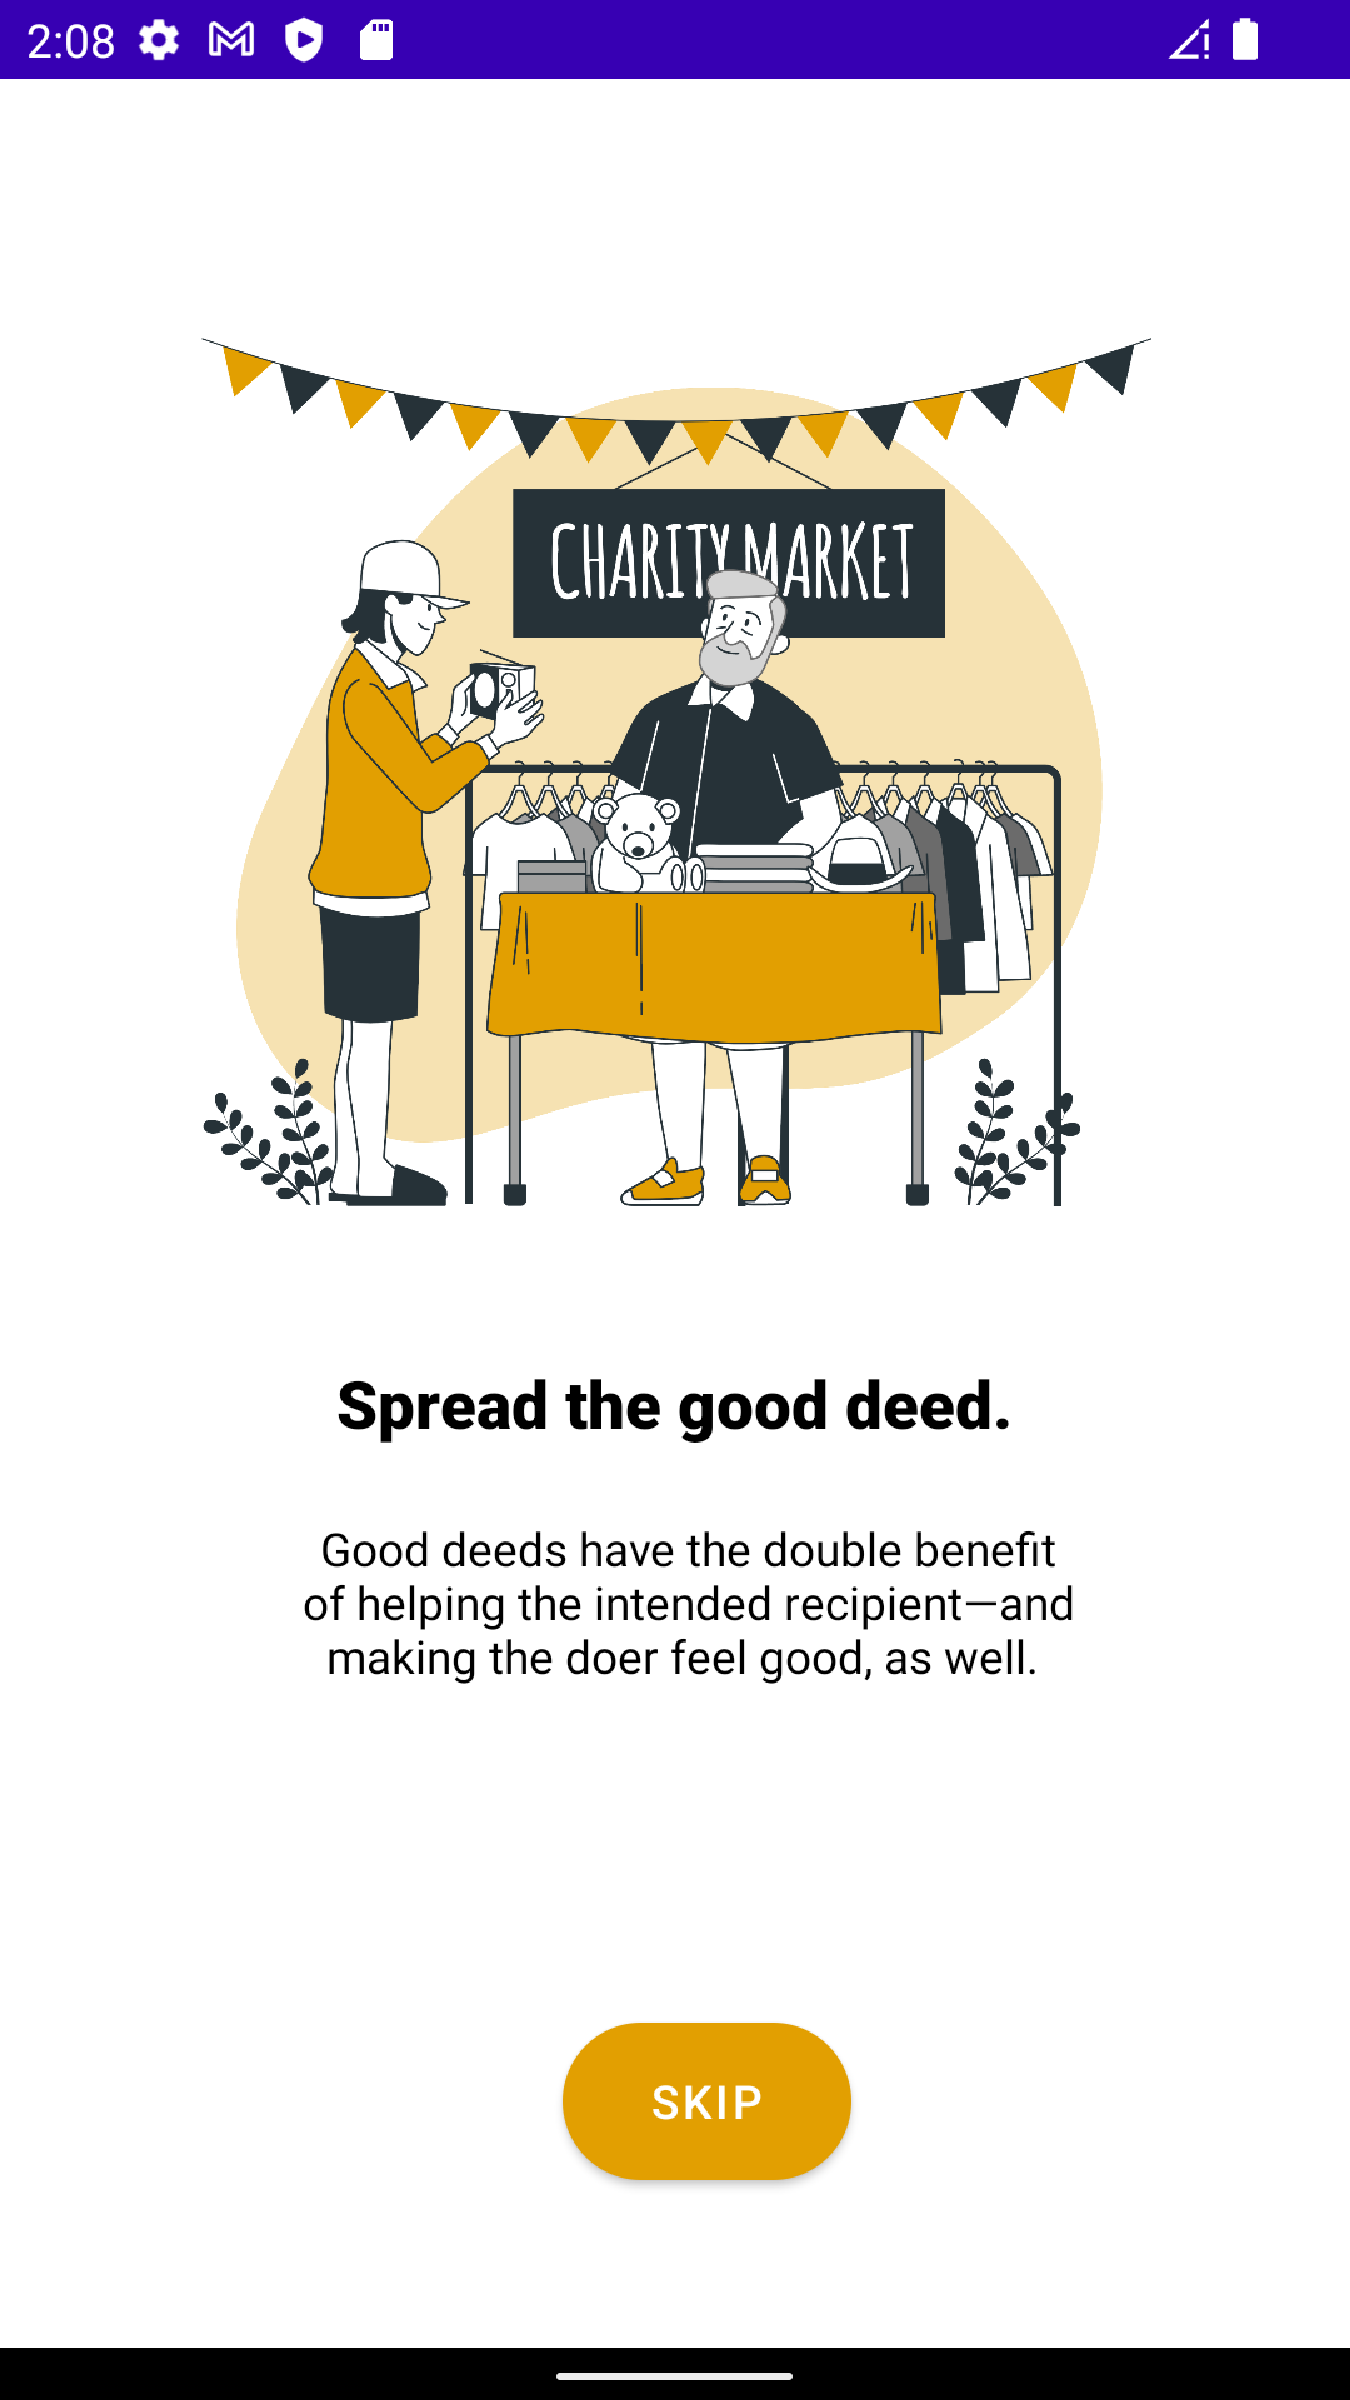 2:08
CHARITY MARKET
Spread the good deed.
Good deeds have the double benefit
of helping the intended recipient—and
making the doer feel good, as well.
SKIP